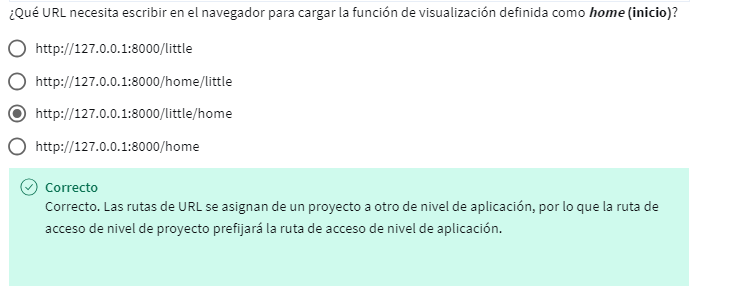 ¿Qué URL necesita escribir en el navegador para cargar la función de visualización definida como home (inicio)?
http://127.0.0.1:8000/little
http://127.0.0.1:8000/home/little
http://127.0.0.1:8000/little/home
http://127.0.0.1:8000/home
Correcto
Correcto. Las rutas de URL se asignan de un proyecto a otro de nivel de aplicación, por lo que la ruta de
acceso de nivel de proyecto prefijará la ruta de acceso de nivel de aplicación.